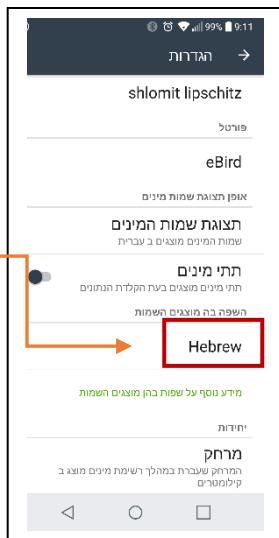 99% 9:11
הגדרות
shlomit lipschitz
פורטל
eBird
אופן תצוגת שמות מינים
תצוגת שמות המינים
שמות המינים מוצגים ב עברית
תתי מינים
תתי מינים מוצגים בעת הקלדת הנתונים
השפה בה מוצגים השמות
Hebrew
מידע נוסף על שפות בהן מוצגים השמות
יחידות
מרחק
המרחק שעברת במהלך רשימת מינים מוצג ב
קילומטרים